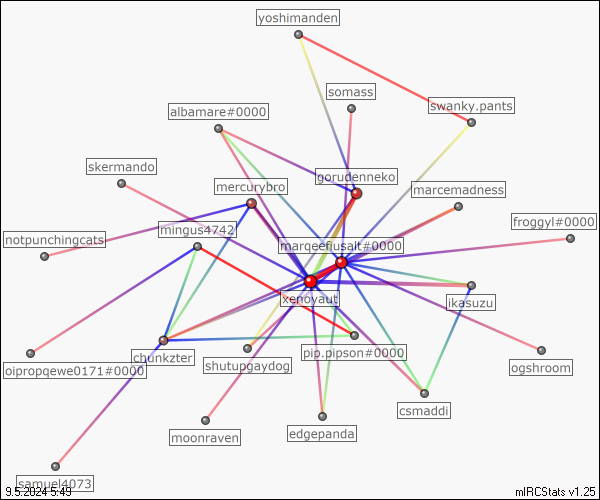 yoshimanden
somass
swanky.pants
albamare#0000
skermando
gorudenneko
mercurybro
marcemadness
froggyl#0000
notpunchingcats
mingus4742
marqeeflusalt#0000
xenoyaut
ikasuzu
oipropqewe0171#0000
chunkzter
shutupgaydog
pip.pipson#0000
ogshroom
csmaddi
moonraven
edgepanda
samuel4073
9.5.2024 5:49
mIRCStats v1.25